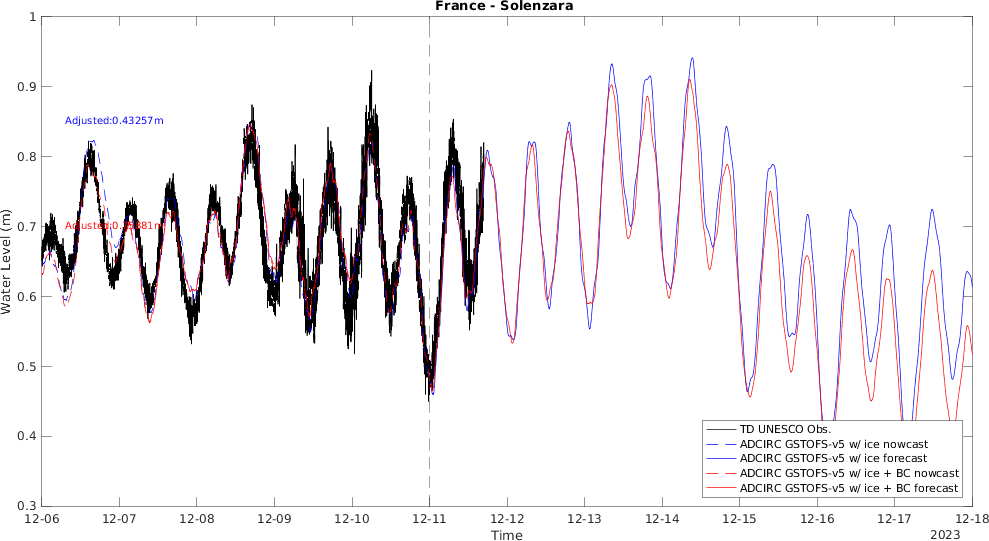 France - Solenzara
1
0.9
0.8
0.7
0.6
0.5
0.4
0.3
Water Level (m)
Adjusted:0.43257m
TD UNESCO Obs.
ADCIRC GSTOFS-v5 w/ ice nowcast
ADCIRC GSTOFS-v5 w/ ice forecast
ADCIRC GSTOFS-v5 w/ ice + BC nowcast
ADCIRC GSTOFS-v5 w/ ice + BC forecast
12-06 12-07 12-08 12-09 12-10 12-11 12-12 12-13 12-14 12-15 12-16 12-17 12-18
Time
2023